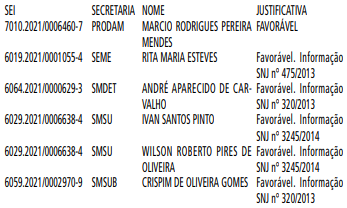 SEI SECRETARIA NOME JUSTIFICATIVA
7010.2021/0006460-7 PRODAM MARCIO RODRIGUES PEREIRA FAVORÁVEL
MENDES
6019.2021/0001055-4 SEME RITA MARIA ESTEVES Favorável. Informação
SNJ nº 475/2013
6064.2021/0000629-3 SMDET ANDRÉ APARECIDO DE CAR- Favorável. Informação
VALHO SNJ nº 320/2013
6029.2021/0006638-4 SMSU IVAN SANTOS PINTO Favorável. Informação
SNJ nº 3245/2014
6029.2021/0006638-4 SMSU WILSON ROBERTO PIRES DE Favorável. Informação
OLIVEIRA SNJ nº 3245/2014
6059.2021/0002970-9 SMSUB CRISPIM DE OLIVEIRA GOMES Favorável. Informação
SNJ nº 320/2013